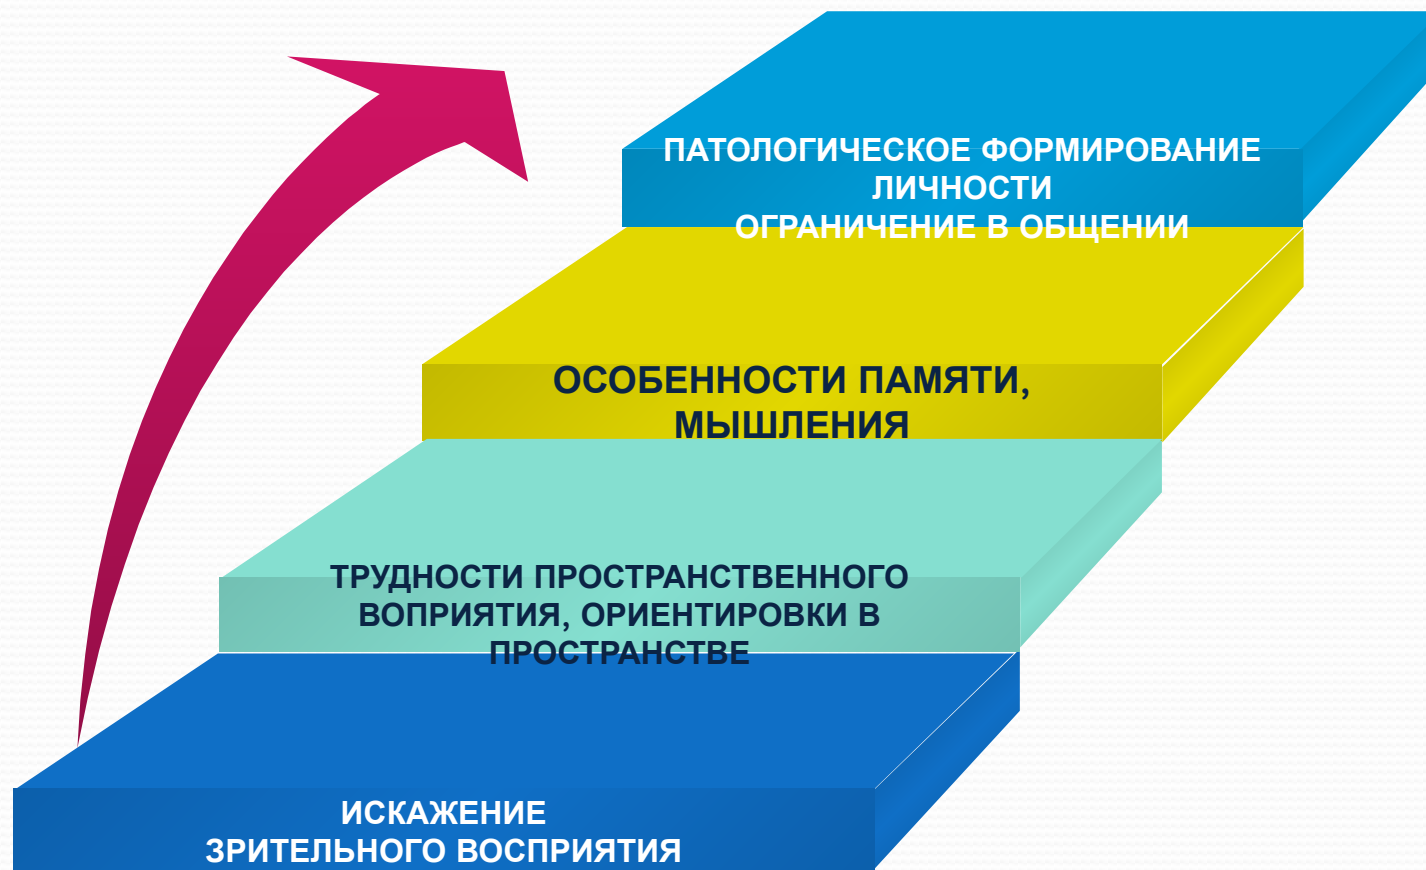 ПАТОЛОГИЧЕСКОЕ ФОРМИРОВАНИЕ
ЛИЧНОСТИ
ОГРАНИЧЕНИЕ В ОБЩЕНИИ
ОСОБЕННОСТИ ПАМЯТИ,
МЫШЛЕНИЯ
ТРУДНОСТИ ПРОСТРАНСТВЕННОГО
ВОПРИЯТИЯ, ОРИЕНТИРОВКИ В
ПРОСТРАНСТВЕ
ИСКАЖЕНИЕ
ЗРИТЕЛЬНОГО ВОСПРИЯТИЯ